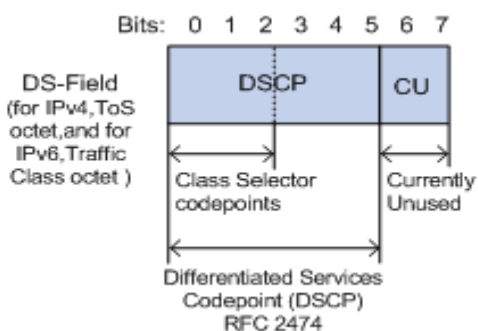 Bits: 0 1 2 3 4 5 6 7
DS-Field
(for IPv4,ToS
octet,and for
IPv6,Traffic
Class octet )
DSCP
CU
Class Selector
codepoints
Currently
Unused
Differentiated Services
Codepoint (DSCP)
RFC 2474